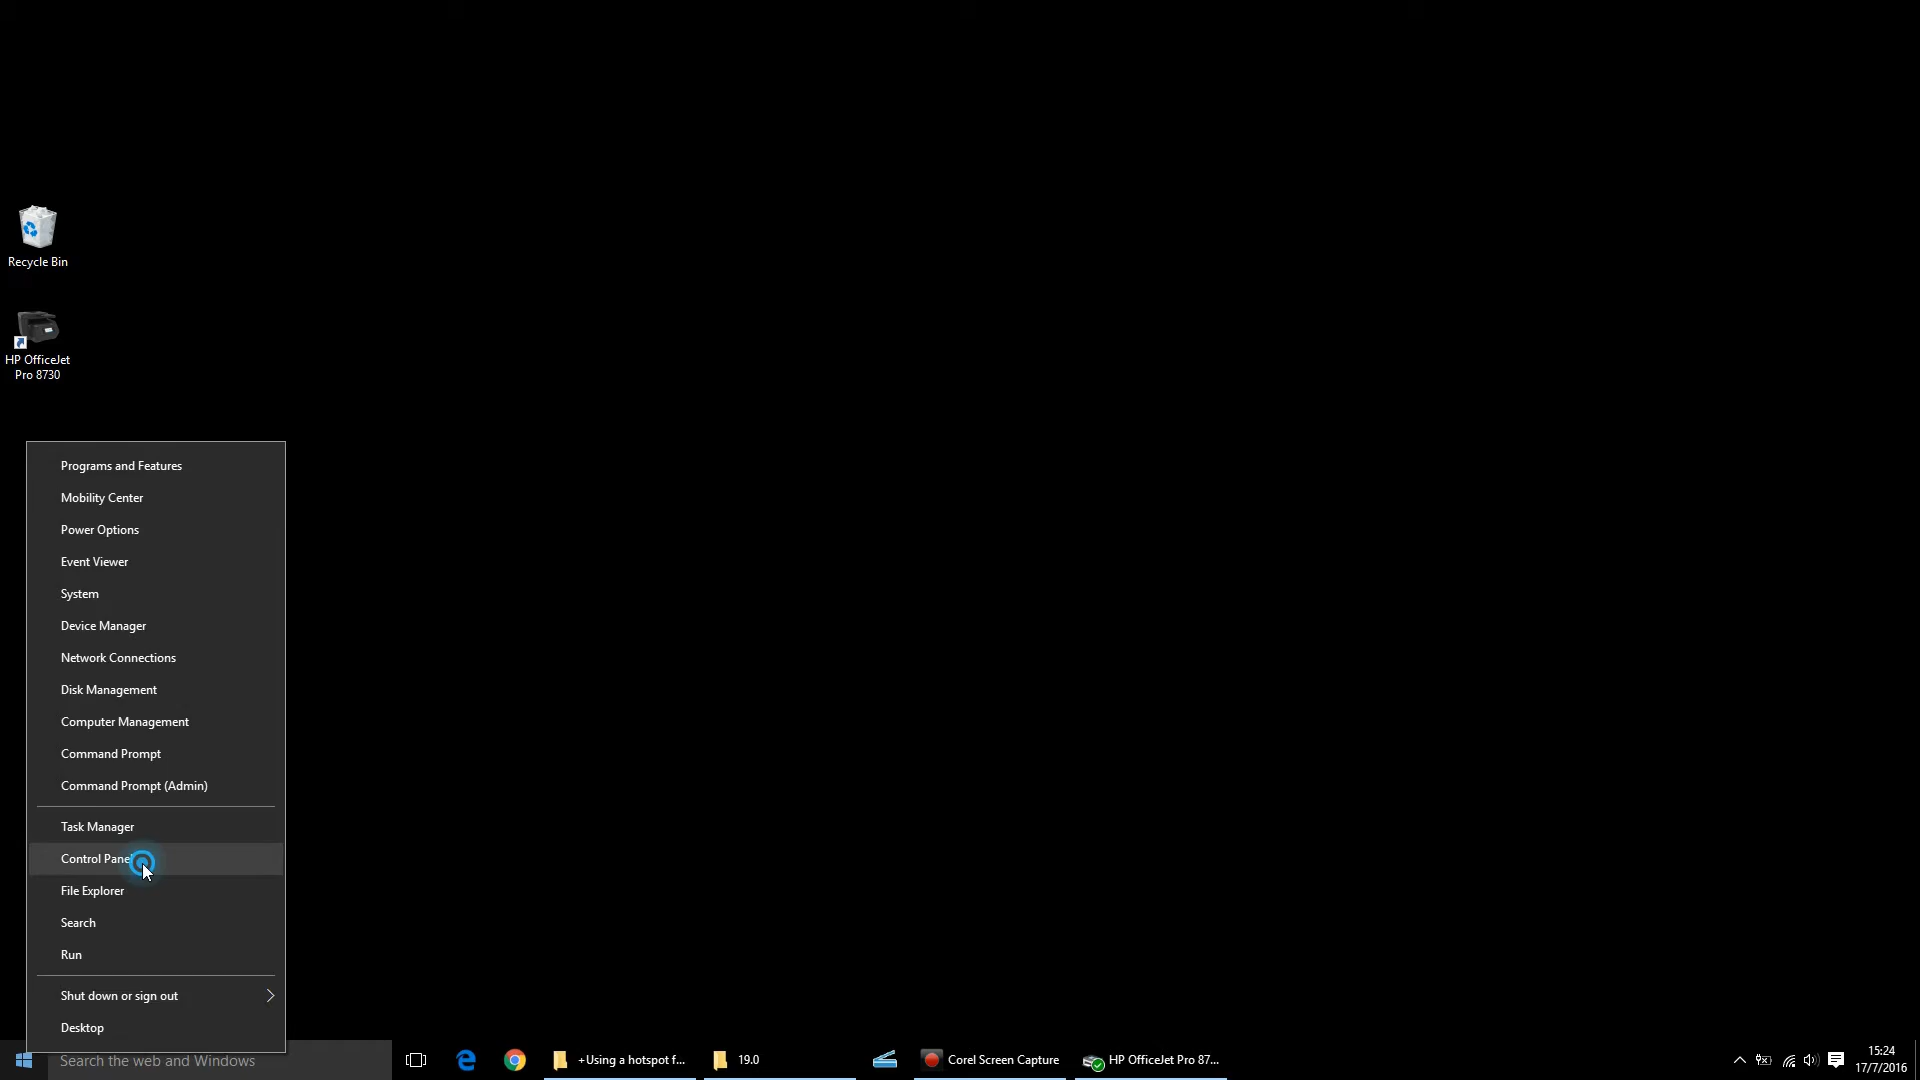 Recycle Bin
HP OfficeJet
Pro 8730
Programs and Features
Mobility Center
Power Options
Event Viewer
System
Device Manager
Network Connections
Disk Management
Computer Management
Command Prompt
Command Prompt (Admin)
Task Manager
Control Panel
File Explorer
Search
Run
Shut down or sign out
Desktop
Search the web and Windows
+Using a hotspot f...
19.0
Corel Screen Capture
HP OfficeJet Pro 87...
15:24
17/7/2016